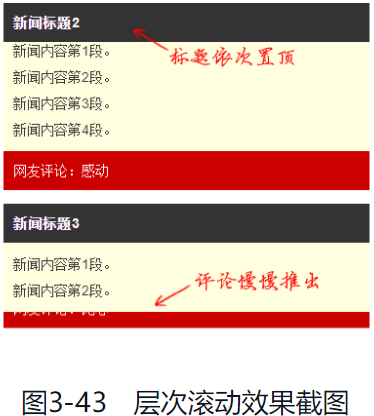 新闻标题2
新闻内容第1段。
标题依次置顶
新闻内容第2段。
新闻内容第3段。
新闻内容第4段。
网友评论：感动
新闻标题3
新闻内容第1段。
评论慢慢推出
新闻内容第2段。
图3-43 层次滚动效果截图